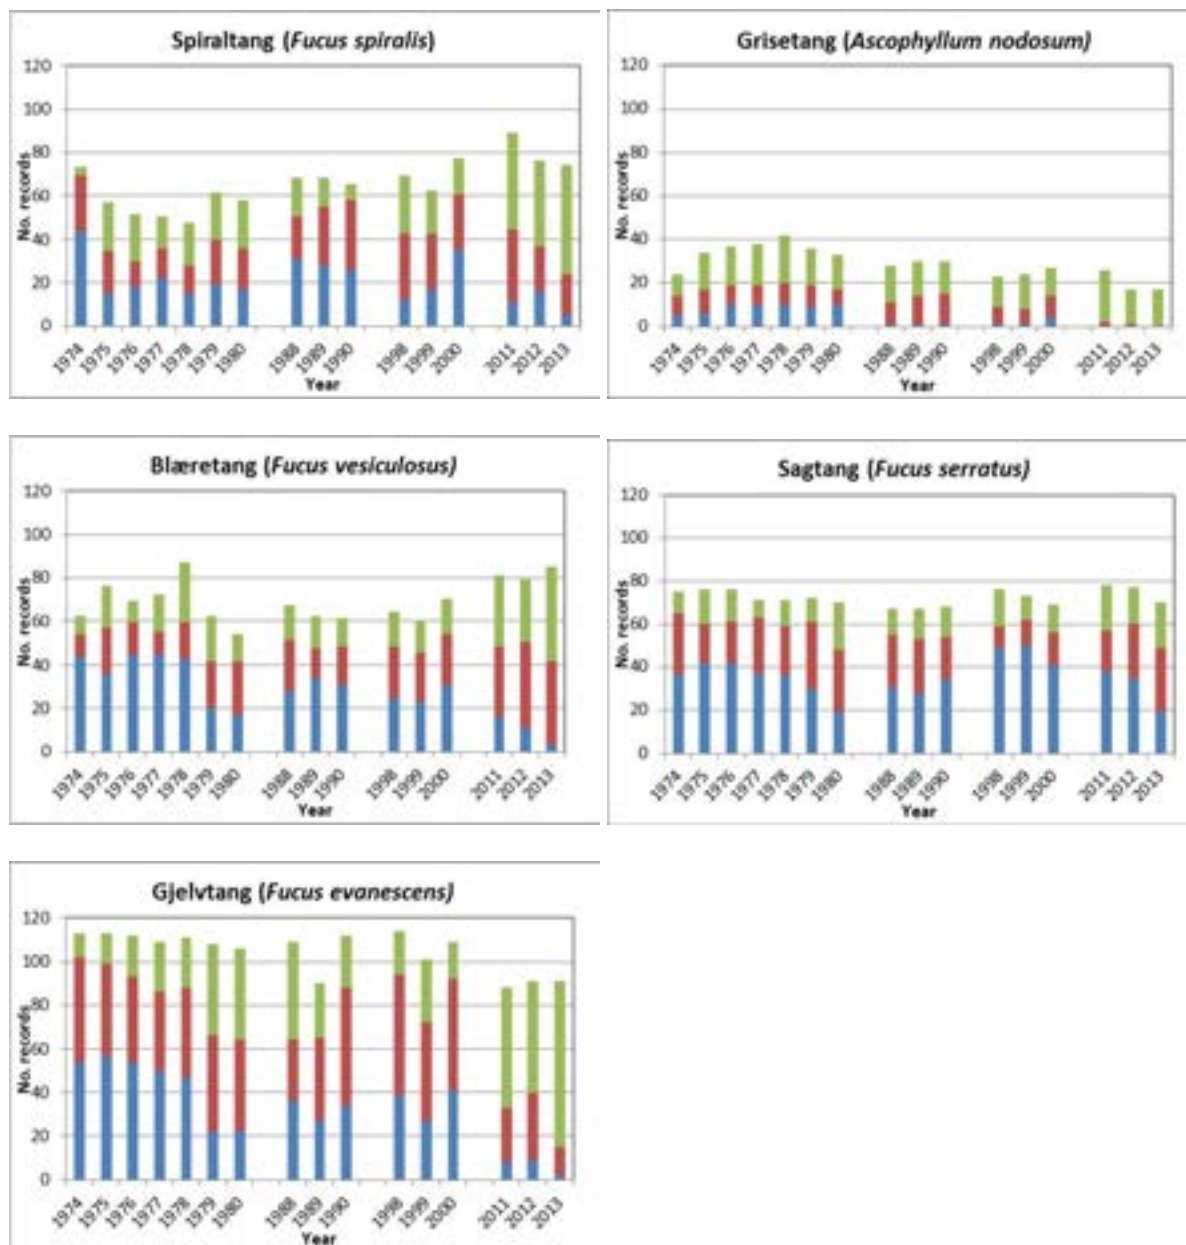 Spiraltang (Fucus spiralis)
120
100
80
60
40
20
0
No. records
1974 1975 1976 1977 1978 1979 1980 1988 1989 1990 1998 1999 2000 2011 2012 2013
Year
Grisetang (Ascophyllum nodosum)
120
100
80
60
40
20
0
No. records
1974 1975 1976 1977 1978 1979 1980 1988 1989 1990 1998 1999 2000 2011 2012 2013
Year
Blæretang (Fucus vesiculosus)
120
100
80
60
40
20
0
No. records
1974 1975 1976 1977 1978 1979 1980 1988 1989 1990 1998 1999 2000 2011 2012 2013
Year
Sagtang (Fucus serratus)
120
100
80
60
40
20
0
No. records
1974 1975 1976 1977 1978 1979 1980 1988 1989 1990 1998 1999 2000 2011 2012 2013
Year
Gjelvtang (Fucus evanescens)
120
100
80
60
40
20
0
No. records
1974 1975 1976 1977 1978 1979 1980 1988 1989 1990 1998 1999 2000 2011 2012 2013
Year